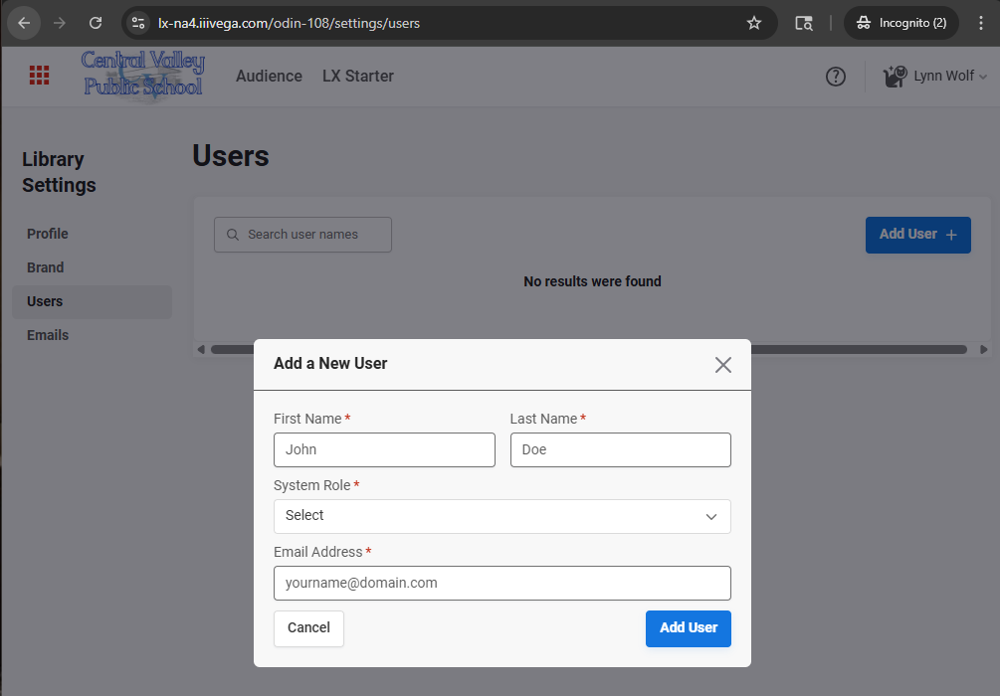 lx-na4.iiivega.com/odin-108/settings/users
Incognito (2)
Central Valley
Public School
Audience
LX Starter
Lynn Wolf
Library
Settings
Profile
Brand
Users
Emails
Users
Search user names
Add User +
No results were found
Add a New User
First Name *
Last Name *
John
Doe
System Role *
Select
Email Address *
yourname@domain.com
Cancel
Add User